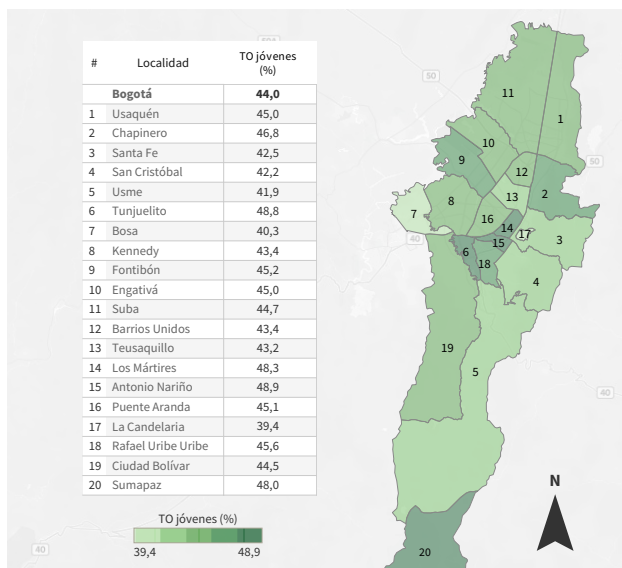 # Localidad TO jóvenes (%)
Bogotá 44,0
1 Usaquén 45,0
2 Chapinero 46,8
3 Santa Fe 42,5
4 San Cristóbal 42,2
5 Usme 41,9
6 Tunjuelito 48,8
7 Bosa 40,3
8 Kennedy 43,4
9 Fontibón 45,2
10 Engativá 45,0
11 Suba 44,7
12 Barrios Unidos 43,4
13 Teusaquillo 43,2
14 Los Mártires 48,3
15 Antonio Nariño 48,9
16 Puente Aranda 45,1
17 La Candelaria 39,4
18 Rafael Uribe Uribe 45,6
19 Ciudad Bolívar 44,5
20 Sumapaz 48,0
TO jóvenes (%)
39,4 48,9
50
11
1
10
9
12
50
2
13
8
7
16
14
17
15
3
40
6
18
4
19
5
40
N
40
20